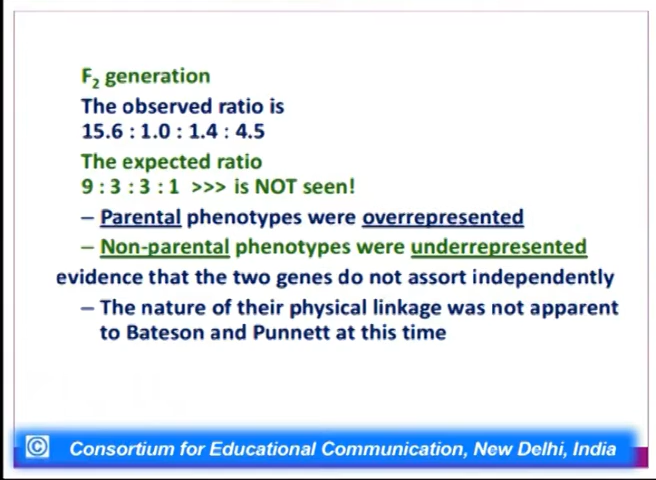 F₂ generation
The observed ratio is
15.6 : 1.0 : 1.4 : 4.5
The expected ratio
9 : 3 : 3 : 1 >>> is NOT seen!
– Parental phenotypes were overrepresented
– Non-parental phenotypes were underrepresented
evidence that the two genes do not assort independently
– The nature of their physical linkage was not apparent
to Bateson and Punnett at this time
© Consortium for Educational Communication, New Delhi, India